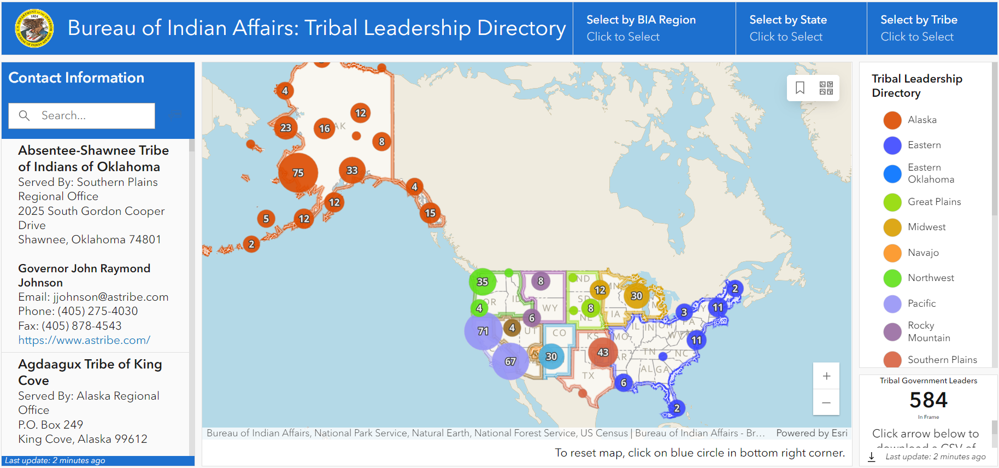 Bureau of Indian Affairs: Tribal Leadership Directory
Select by BIA Region
Click to Select
Select by State
Click to Select
Select by Tribe
Click to Select
Contact Information
Search...
Absentee-Shawnee Tribe
of Indians of Oklahoma
Served By: Southern Plains
Regional Office
2025 South Gordon Cooper
Drive
Shawnee, Oklahoma 74801
Governor John Raymond
Johnson
Email: jjohnson@astribe.com
Phone: (405) 275-4030
Fax: (405) 878-4543
https://www.astribe.com/
Agdaagux Tribe of King
Cove
Served By: Alaska Regional
Office
P.O. Box 249
King Cove, Alaska 99612
Last update: 2 minutes ago
4
12
23
16
AK
8
75
33
4
12
15
5
12
2
35
8
ND
12
MN
30
2
OR
ID
4
WY
SD
8
NE
IA
3
NY
11
6
PA
71
4
UT
CO
IL
IN
OH
KS
MO
WV
11
67
30
43
AR
TN
NC
TX
AL
GA
6
2
Bureau of Indian Affairs, National Park Service, Natural Earth, National Forest Service, US Census | Bureau of Indian Affairs - Br...
Powered by Esri
To reset map, click on blue circle in bottom right corner.
Tribal Leadership
Directory
Alaska
Eastern
Eastern
Oklahoma
Great Plains
Midwest
Navajo
Northwest
Pacific
Rocky
Mountain
Southern Plains
Tribal Government Leaders
584
In Frame
Click arrow below to
download a CSV of
Last update: 2 minutes ago